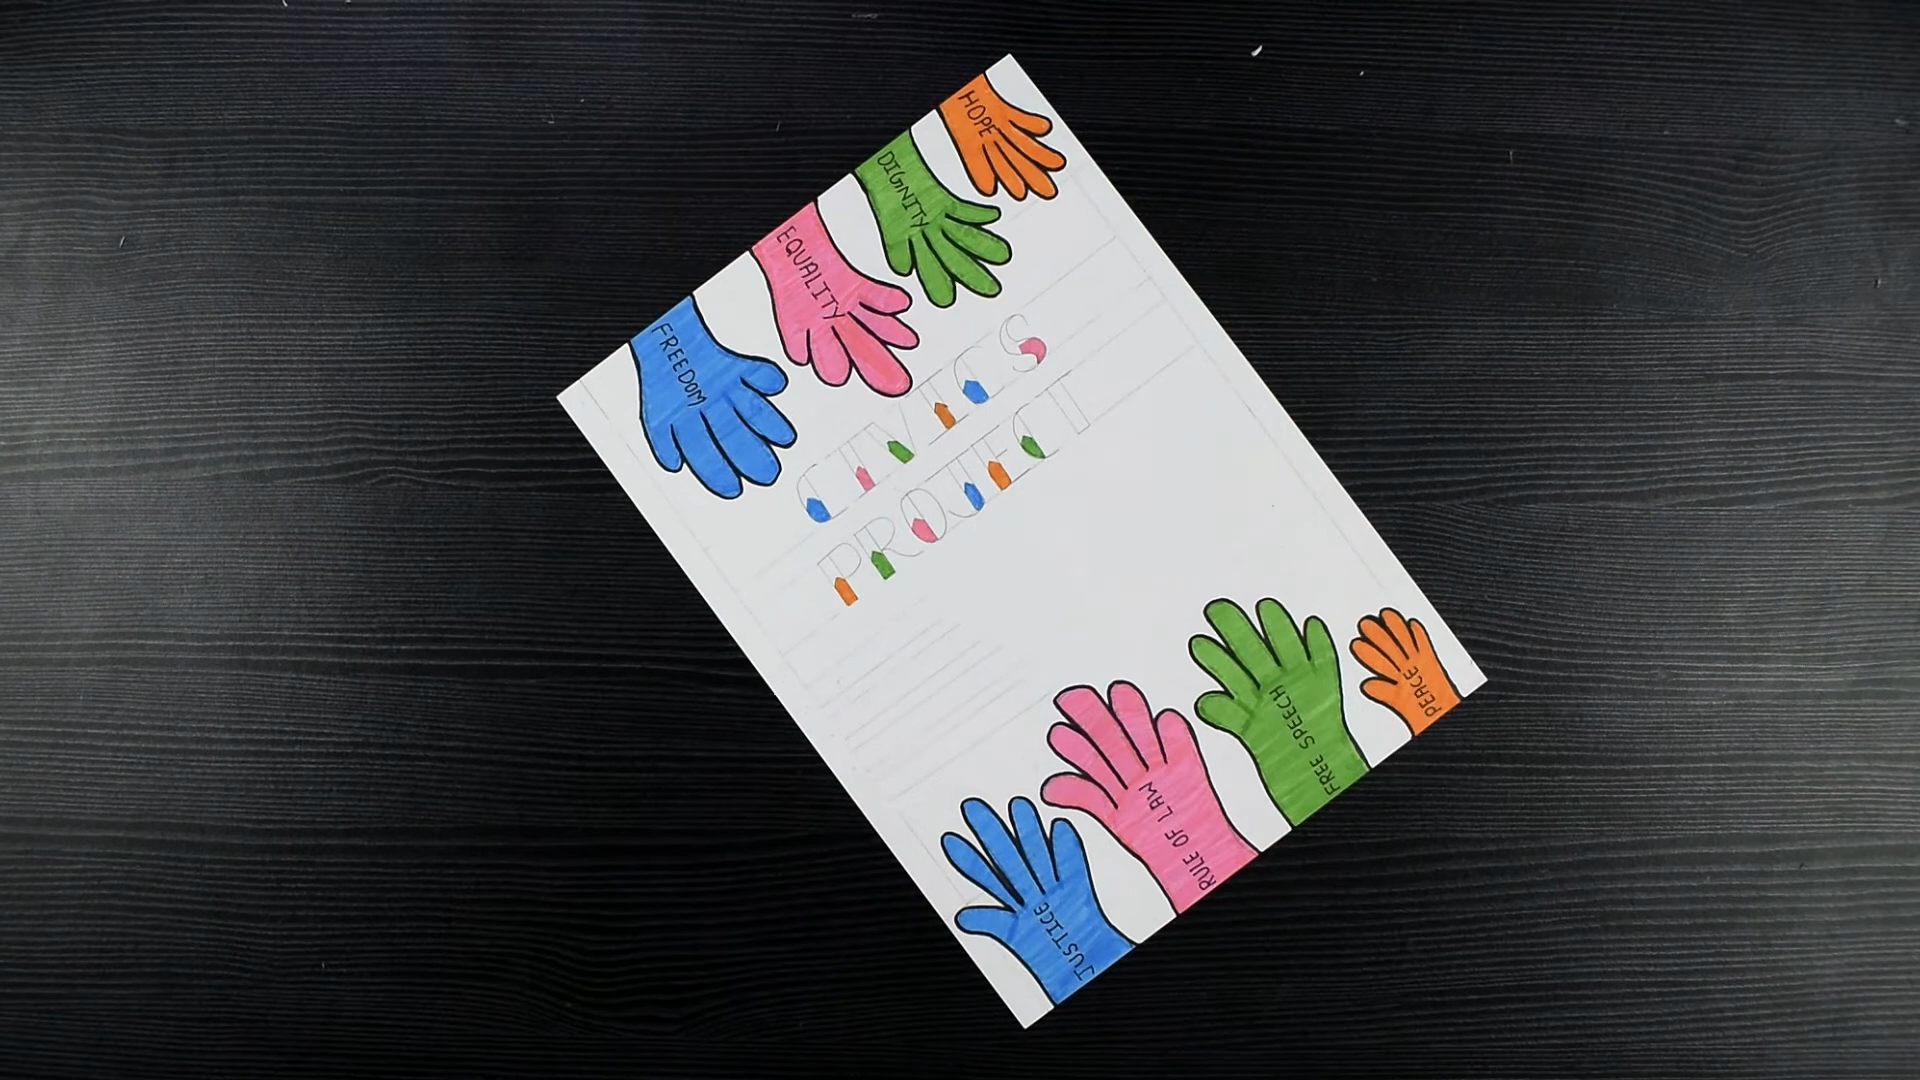 FREEDOM
EQUALITY
DIGNITY
HOPE
CIVICS
PROJECT
JUSTICE
RULE OF LAW
FREE SPEECH
PEACE